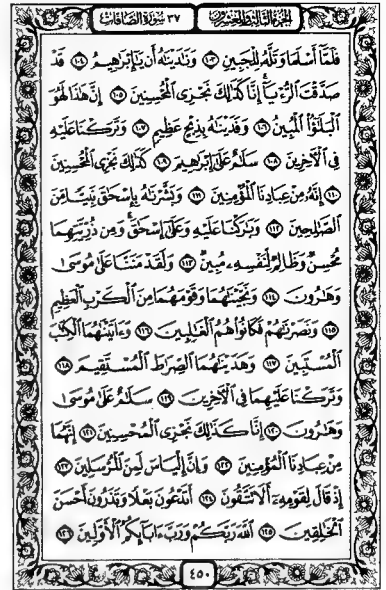 الجزء الثالث والعشرون
٣٧ سورة الصافات
فَلَمَّآ أَسْلَمَا وَتَلَّهُۥ لِلْجَبِينِ ١٠٣ وَنَٰدَيْنَٰهُ أَن يَٰٓإِبْرَٰهِيمُ ١٠٤ قَدْ
صَدَّقْتَ ٱلرُّءْيَآ إِنَّا كَذَٰلِكَ نَجْزِى ٱلْمُحْسِنِينَ ١٠٥ إِنَّ هَٰذَا لَهُوَ
ٱلْبَلَٰٓؤُا۟ ٱلْمُبِينُ ١٠٦ وَفَدَيْنَٰهُ بِذِبْحٍ عَظِيمٍ ١٠٧ وَتَرَكْنَا عَلَيْهِ
فِى ٱلْءَاخِرِينَ ١٠٨ سَلَٰمٌ عَلَىٰٓ إِبْرَٰهِيمَ ١٠٩ كَذَٰلِكَ نَجْزِى ٱلْمُحْسِنِينَ
١١٠ إِنَّهُۥ مِنْ عِبَادِنَا ٱلْمُؤْمِنِينَ ١١١ وَبَشَّرْنَٰهُ بِإِسْحَٰقَ نَبِيًّا مِّنَ
ٱلصَّٰلِحِينَ ١١٢ وَبَٰرَكْنَا عَلَيْهِ وَعَلَىٰٓ إِسْحَٰقَ وَمِن ذُرِّيَّتِهِمَا
مُحْسِنٌ وَظَالِمٌ لِّنَفْسِهِۦ مُبِينٌ ١١٣ وَلَقَدْ مَنَنَّا عَلَىٰ مُوسَىٰ
وَهَٰرُونَ ١١٤ وَنَجَّيْنَٰهُمَا وَقَوْمَهُمَا مِنَ ٱلْكَرْبِ ٱلْعَظِيمِ
١١٥ وَنَصَرْنَٰهُمْ فَكَانُوا۟ هُمُ ٱلْغَٰلِبِينَ ١١٦ وَءَاتَيْنَٰهُمَا ٱلْكِتَٰبَ
ٱلْمُسْتَبِينَ ١١٧ وَهَدَيْنَٰهُمَا ٱلصِّرَٰطَ ٱلْمُسْتَقِيمَ ١١٨
وَتَرَكْنَا عَلَيْهِمَا فِى ٱلْءَاخِرِينَ ١١٩ سَلَٰمٌ عَلَىٰ مُوسَىٰ
وَهَٰرُونَ ١٢٠ إِنَّا كَذَٰلِكَ نَجْزِى ٱلْمُحْسِنِينَ ١٢١ إِنَّهُمَا
مِنْ عِبَادِنَا ٱلْمُؤْمِنِينَ ١٢٢ وَإِنَّ إِلْيَاسَ لَمِنَ ٱلْمُرْسَلِينَ ١٢٣
إِذْ قَالَ لِقَوْمِهِۦٓ أَلَا تَتَّقُونَ ١٢٤ أَتَدْعُونَ بَعْلًا وَتَذَرُونَ أَحْسَنَ
ٱلْخَٰلِقِينَ ١٢٥ ٱللَّهَ رَبَّكُمْ وَرَبَّ ءَابَآئِكُمُ ٱلْأَوَّلِينَ ١٢٦
٤٥٠